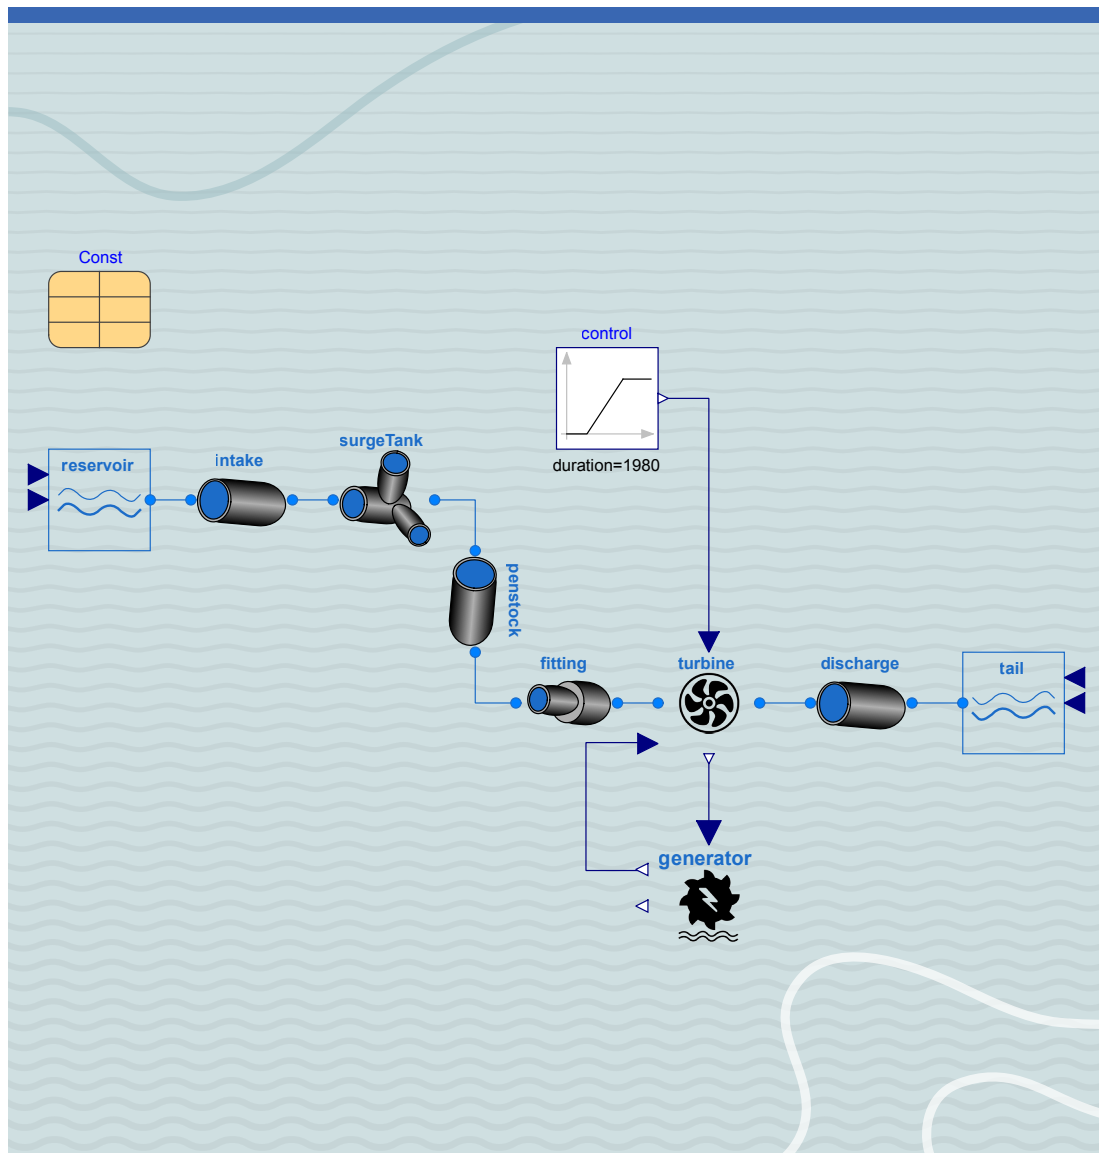 Const
control
duration=1980
surgeTank
reservoir
intake
penstock
fitting
turbine
discharge
tail
generator